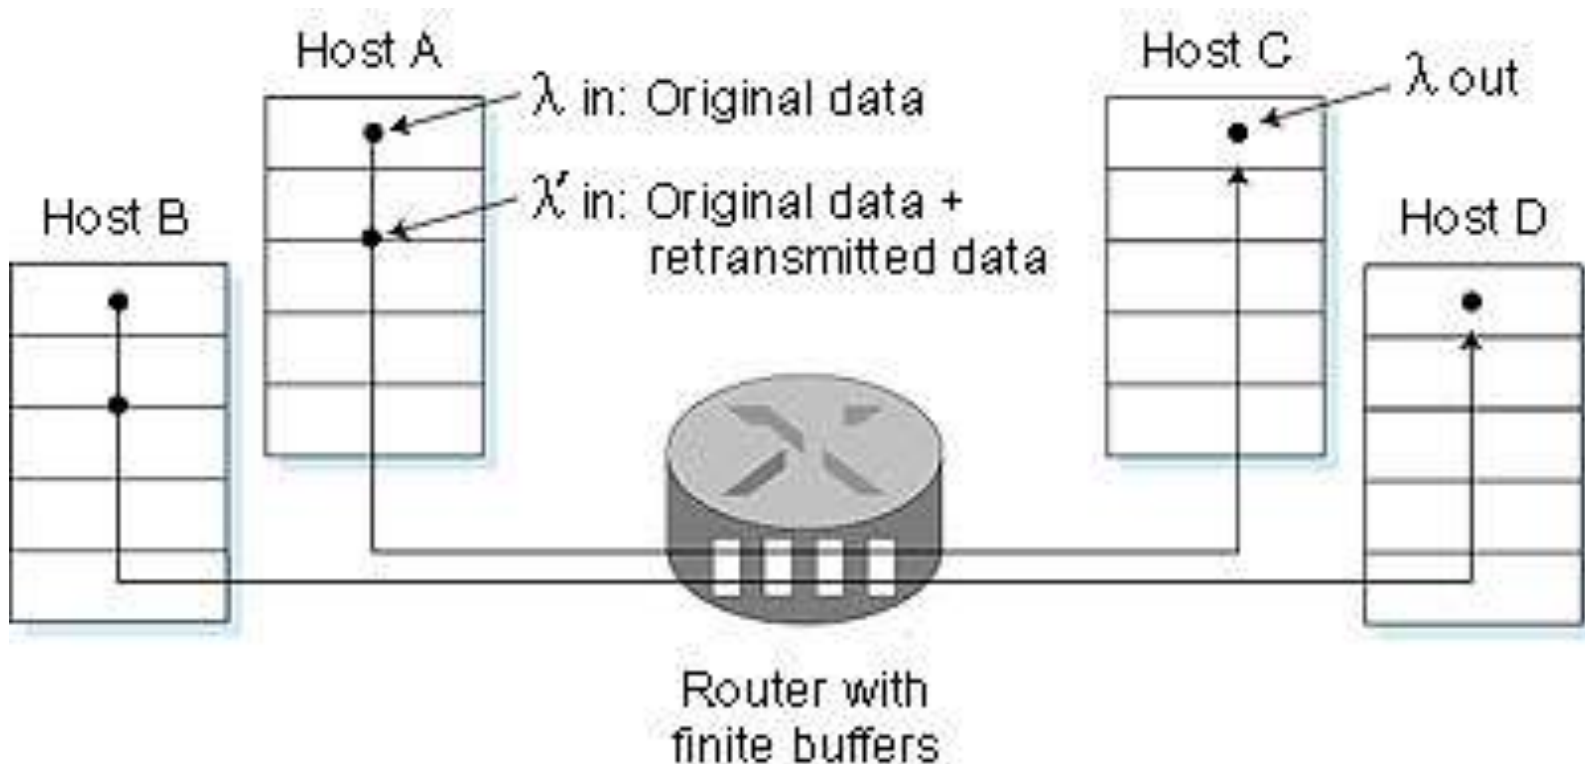 Host A
λ in: Original data
λ' in: Original data +
retransmitted data
Host B
Host C
λ out
Host D
Router with
finite buffers